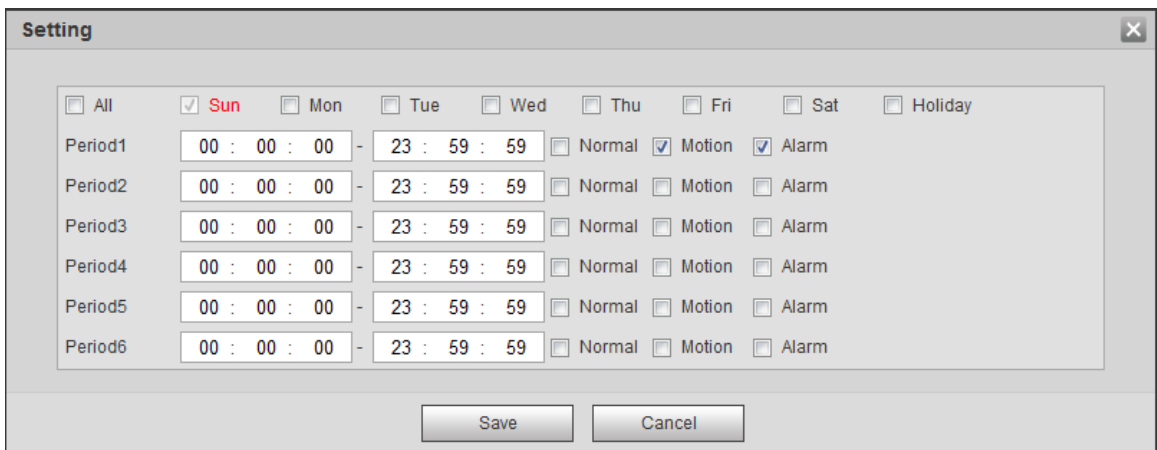 Setting
All Sun Mon Tue Wed Thu Fri Sat Holiday
Period1 00 : 00 : 00 - 23 : 59 : 59 Normal Motion Alarm
Period2 00 : 00 : 00 - 23 : 59 : 59 Normal Motion Alarm
Period3 00 : 00 : 00 - 23 : 59 : 59 Normal Motion Alarm
Period4 00 : 00 : 00 - 23 : 59 : 59 Normal Motion Alarm
Period5 00 : 00 : 00 - 23 : 59 : 59 Normal Motion Alarm
Period6 00 : 00 : 00 - 23 : 59 : 59 Normal Motion Alarm
Save Cancel